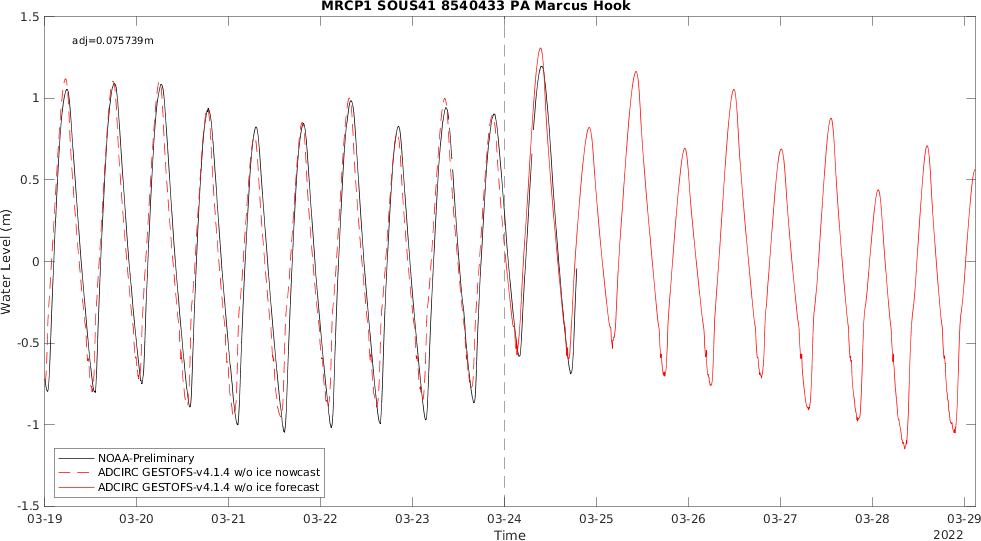 MRCP1 SOUS41 8540433 PA Marcus Hook
adj=0.075739m
1.5
1
0.5
0
-0.5
-1
-1.5
Water Level (m)
NOAA-Preliminary
ADCIRC GESTOFS-v4.1.4 w/o ice nowcast
ADCIRC GESTOFS-v4.1.4 w/o ice forecast
03-19 03-20 03-21 03-22 03-23 03-24 03-25 03-26 03-27 03-28 03-29
Time
2022